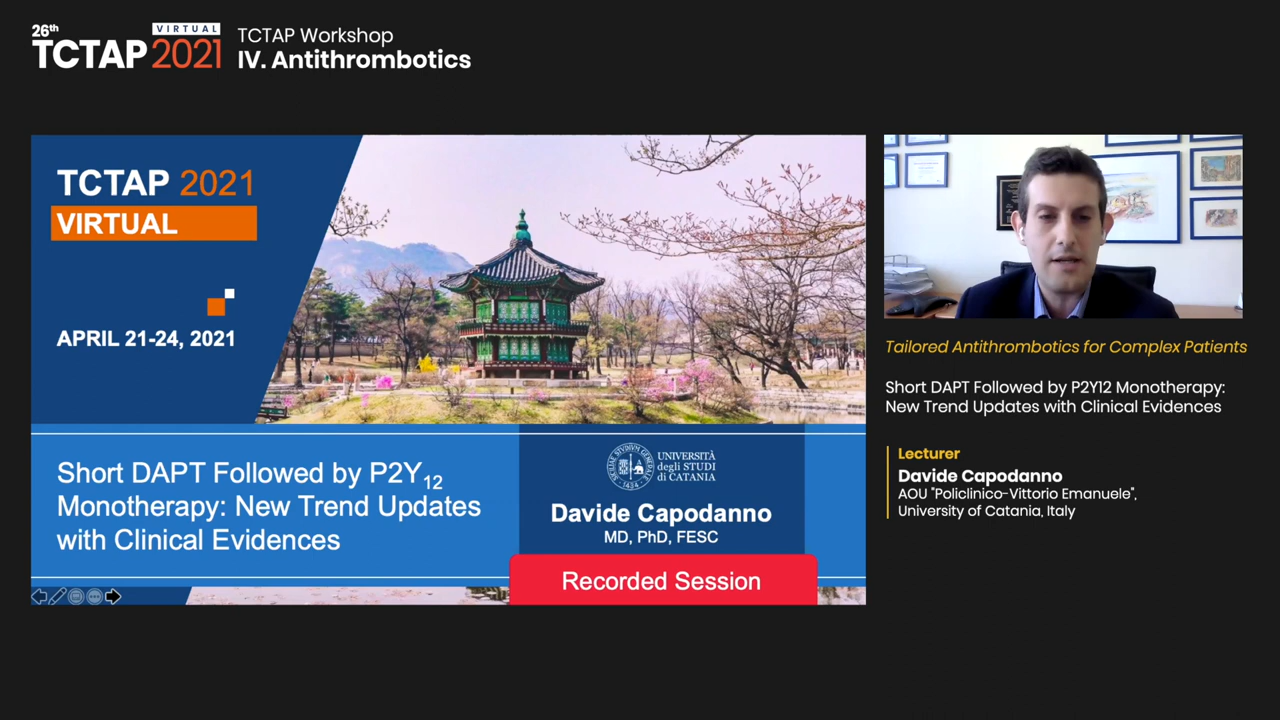 26th
VIRTUAL
TCTAP 2021
TCTAP Workshop
IV. Antithrombotics
TCTAP 2021
VIRTUAL
APRIL 21-24, 2021
Short DAPT Followed by P2Y12
Monotherapy: New Trend Updates
with Clinical Evidences
UNIVERSITÀ
degli STUDI
di CATANIA
Davide Capodanno
MD, PhD, FESC
Recorded Session
Tailored Antithrombotics for Complex Patients
Short DAPT Followed by P2Y12 Monotherapy:
New Trend Updates with Clinical Evidences
Lecturer
Davide Capodanno
AOU "Policlinico-Vittorio Emanuele",
University of Catania, Italy